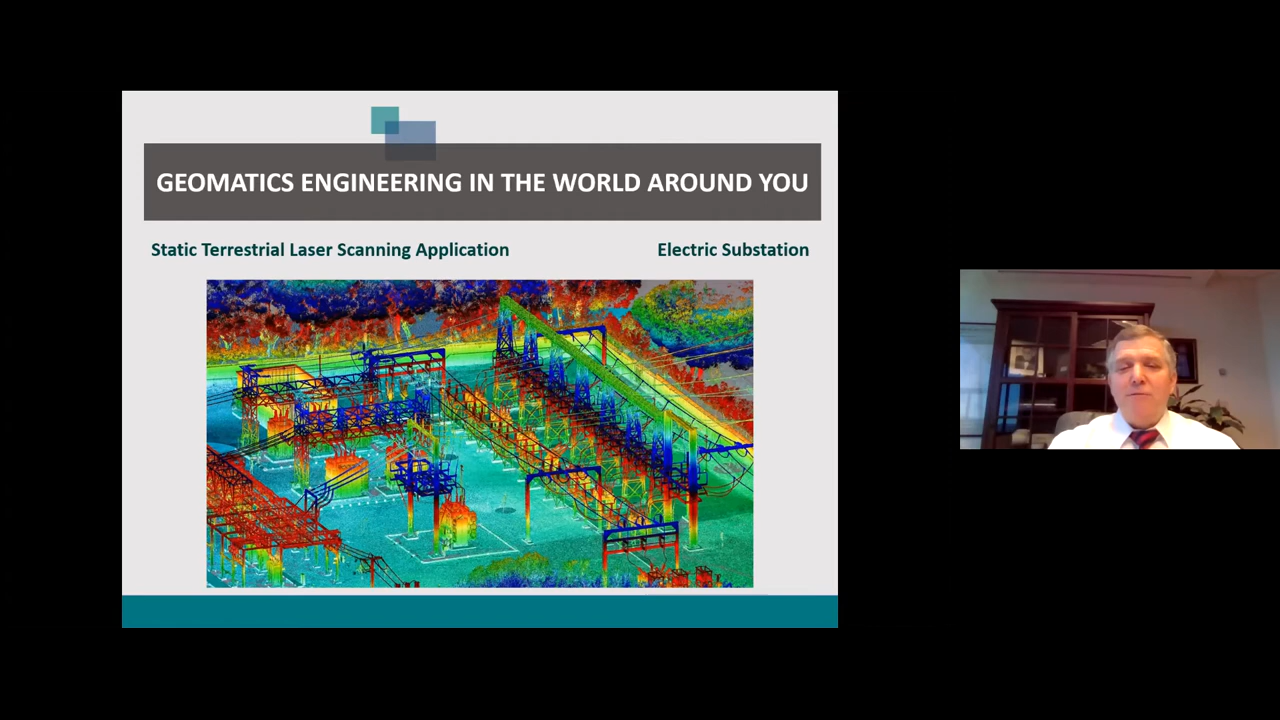 GEOMATICS ENGINEERING IN THE WORLD AROUND YOU
Static Terrestrial Laser Scanning Application
Electric Substation